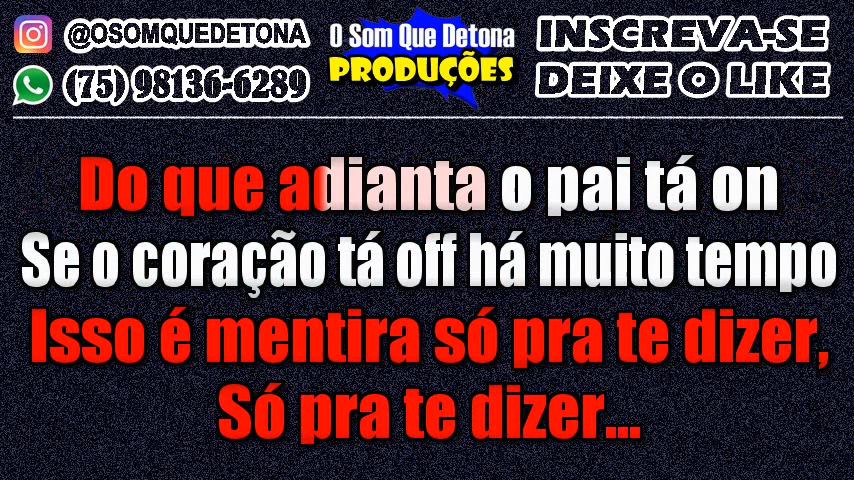 @OSOMQUEDETONA
(75) 98136-6289
O Som Que Detona
PRODUÇÕES
INSCREVA-SE
DEIXE O LIKE
Do que adianta o pai tá on
Se o coração tá off há muito tempo
Isso é mentira só pra te dizer,
Só pra te dizer...